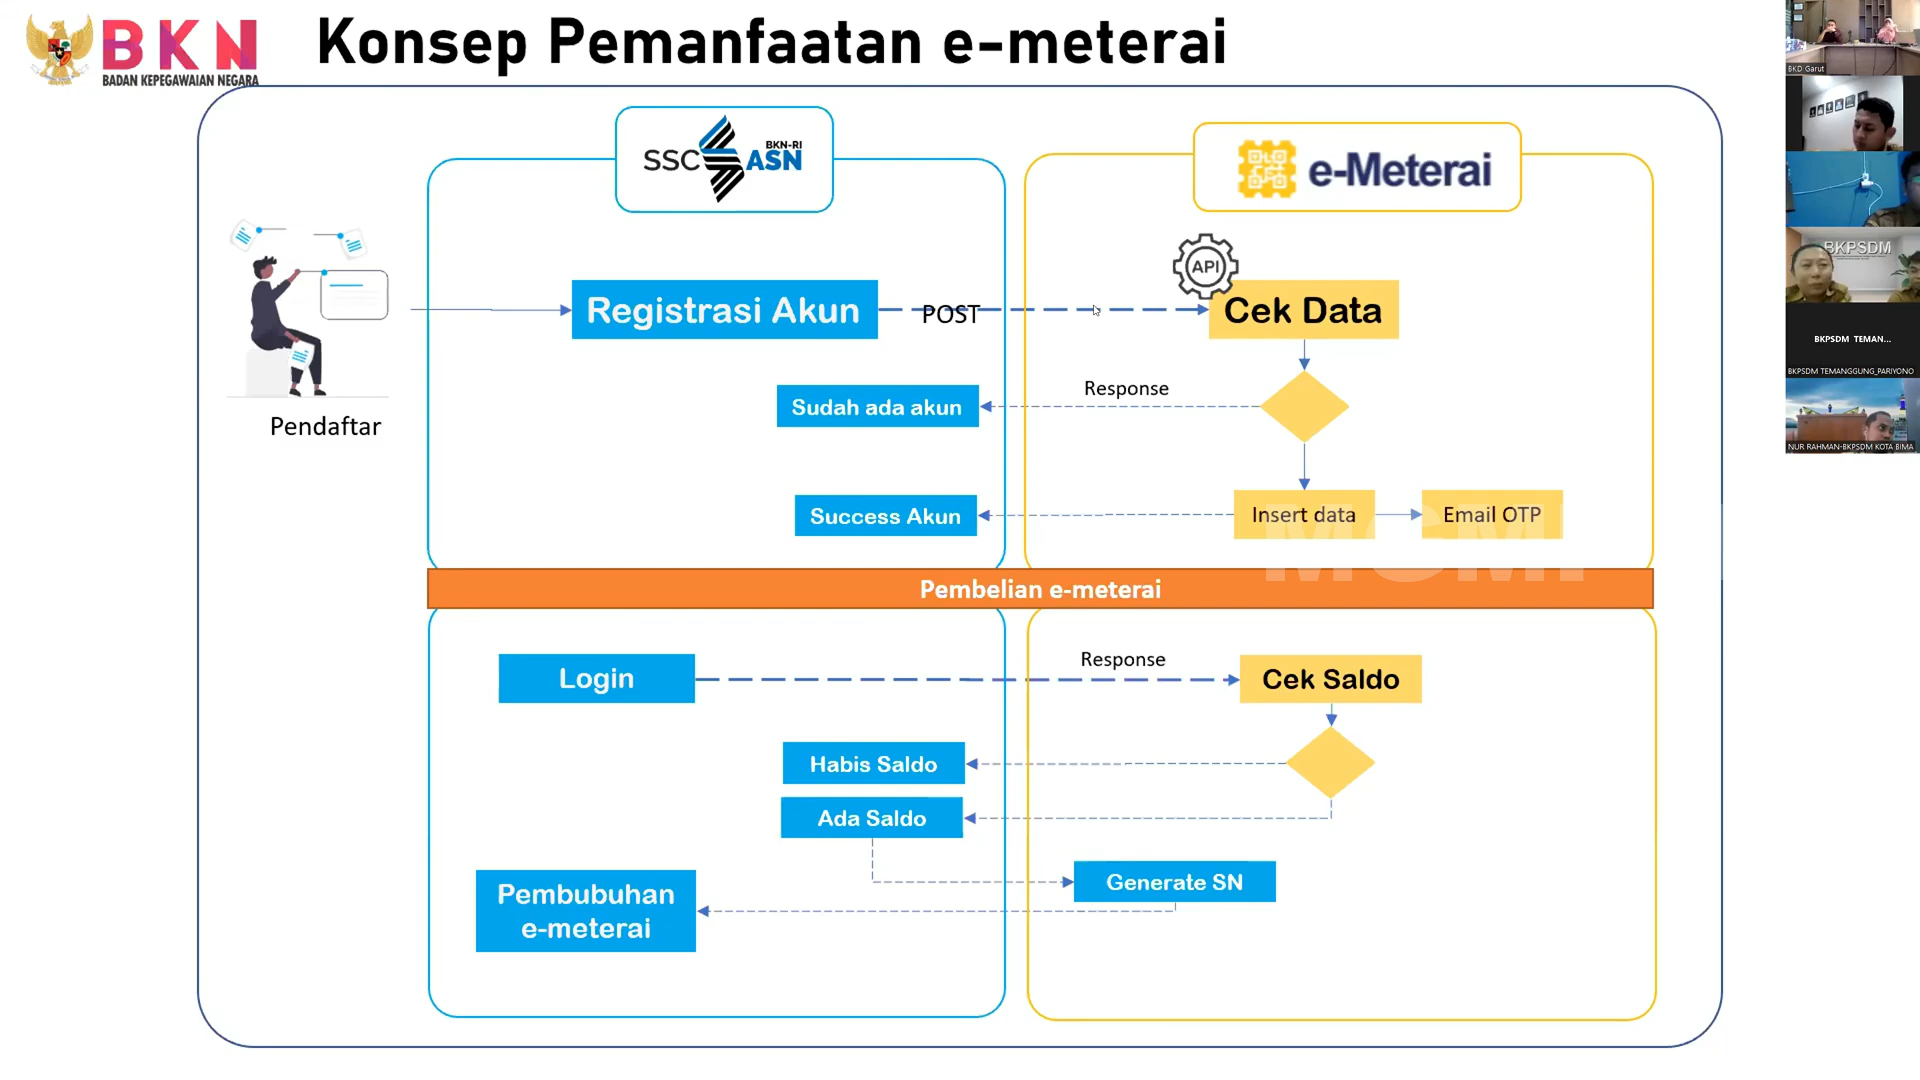 BKN
BADAN KEPEGAWAIAN NEGARA
Konsep Pemanfaatan e-meterai
SSC ASN
BKN-RI
e-Meterai
API
Registrasi Akun
POST
Cek Data
Response
Sudah ada akun
Pendaftar
Success Akun
Insert data
Email OTP
MCMI
Pembelian e-meterai
Login
Response
Cek Saldo
Habis Saldo
Ada Saldo
Generate SN
Pembubuhan
e-meterai
BKD Garut
BKPSDM
BKPSDM TEMAN...
BKPSDM TEMANGGUNG_PARIYONO
NUR RAHMAN-BKPSDM KOTA BIMA